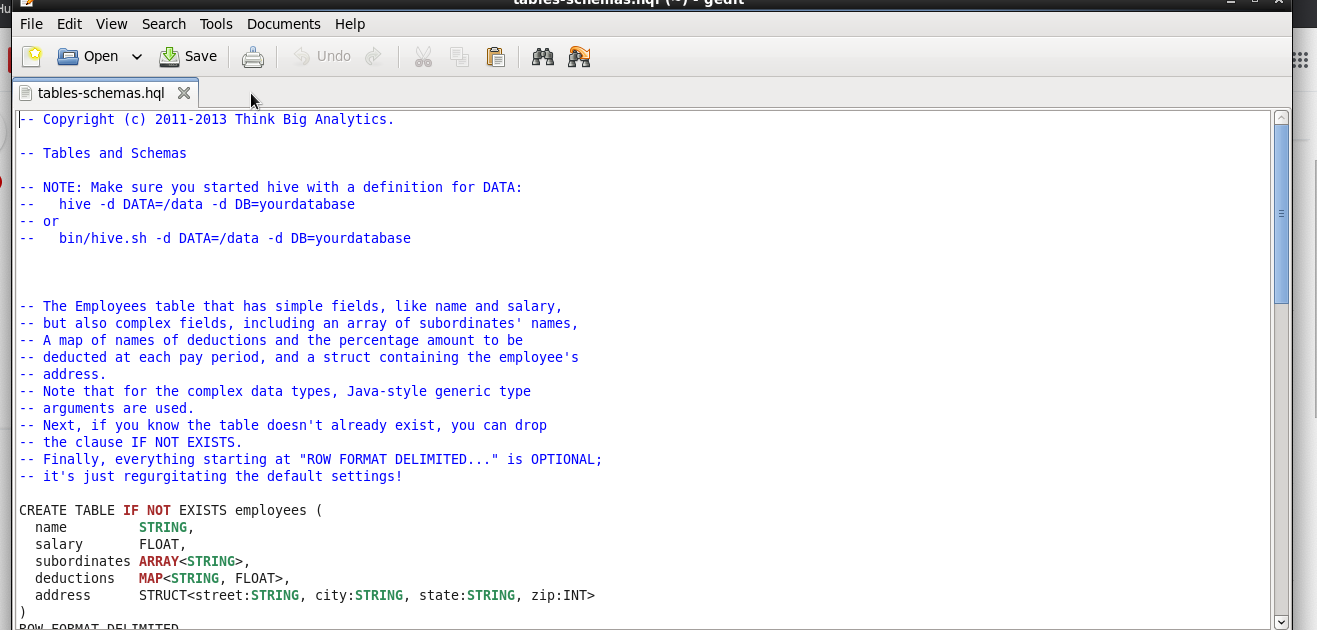 Hu
tables-schemas.hql (~) - gedit
File Edit View Search Tools Documents Help
Open Save Undo
tables-schemas.hql
-- Copyright (c) 2011-2013 Think Big Analytics.
-- Tables and Schemas
-- NOTE: Make sure you started hive with a definition for DATA:
--   hive -d DATA=/data -d DB=yourdatabase
-- or
--   bin/hive.sh -d DATA=/data -d DB=yourdatabase
-- The Employees table that has simple fields, like name and salary,
-- but also complex fields, including an array of subordinates' names,
-- A map of names of deductions and the percentage amount to be
-- deducted at each pay period, and a struct containing the employee's
-- address.
-- Note that for the complex data types, Java-style generic type
-- arguments are used.
-- Next, if you know the table doesn't already exist, you can drop
-- the clause IF NOT EXISTS.
-- Finally, everything starting at "ROW FORMAT DELIMITED..." is OPTIONAL;
-- it's just regurgitating the default settings!
CREATE TABLE IF NOT EXISTS employees (
  name         STRING,
  salary       FLOAT,
  subordinates ARRAY<STRING>,
  deductions   MAP<STRING, FLOAT>,
  address      STRUCT<street:STRING, city:STRING, state:STRING, zip:INT>
)
ROW FORMAT DELIMITED